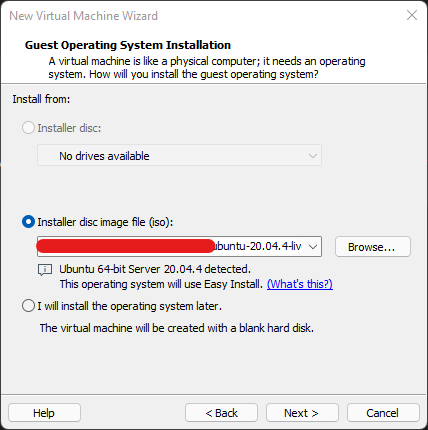 New Virtual Machine Wizard
Guest Operating System Installation
A virtual machine is like a physical computer; it needs an operating
system. How will you install the guest operating system?
Install from:
Installer disc:
No drives available
Installer disc image file (iso):
ubuntu-20.04.4-liv
Browse...
Ubuntu 64-bit Server 20.04.4 detected.
This operating system will use Easy Install. (What's this?)
I will install the operating system later.
The virtual machine will be created with a blank hard disk.
Help
< Back
Next >
Cancel